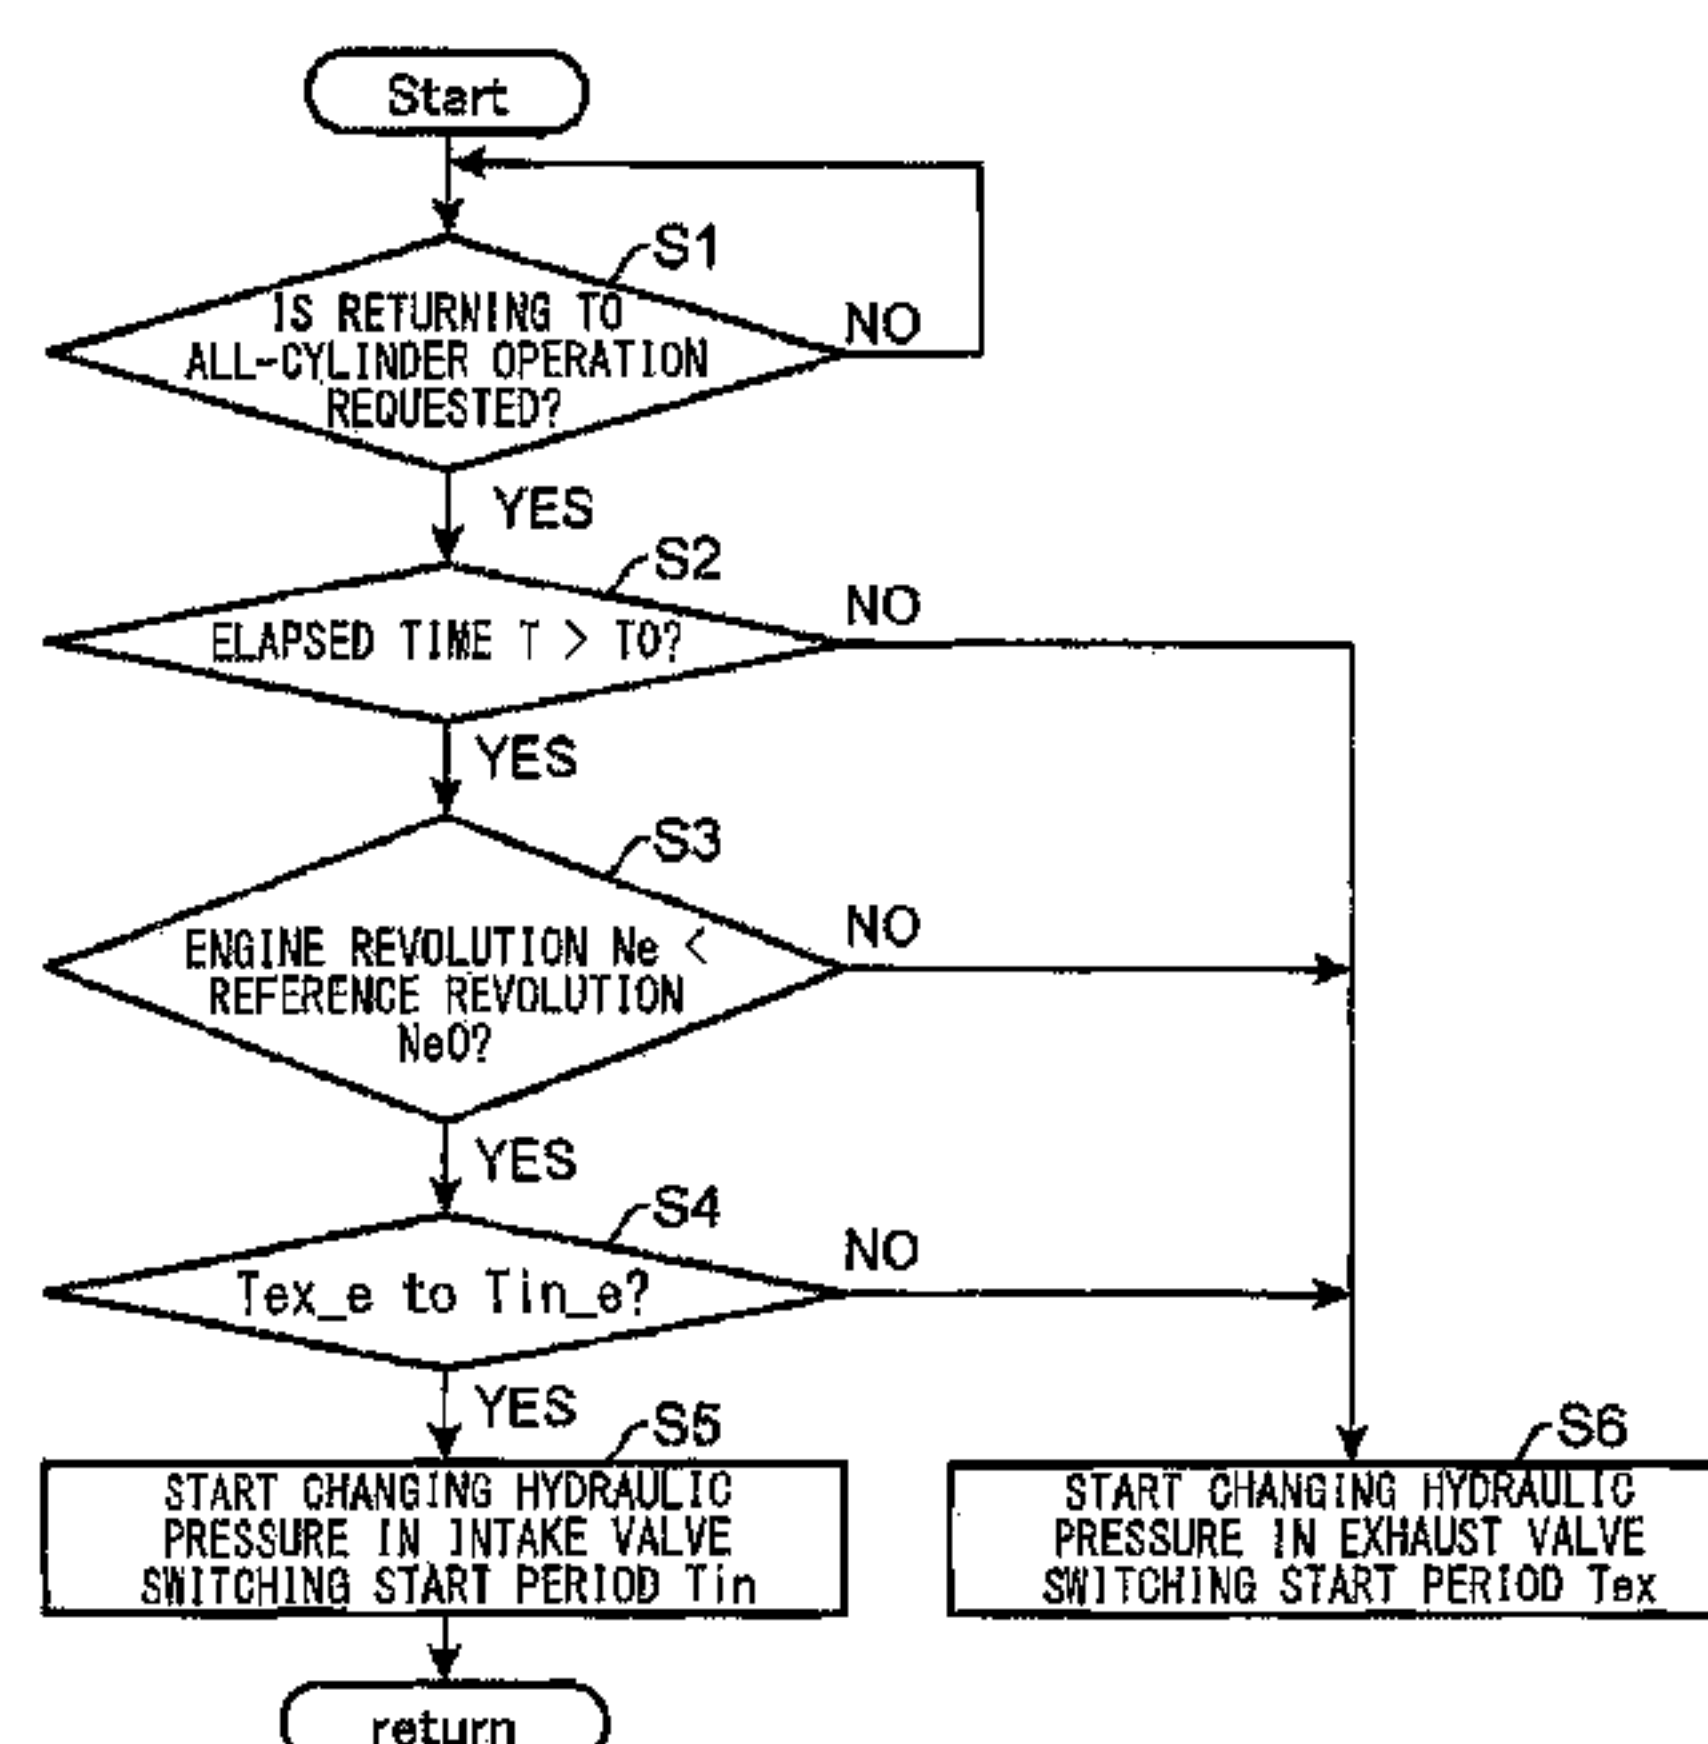 Start
S1
IS RETURNING TO
ALL-CYLINDER OPERATION
REQUESTED?
NO
YES
S2
ELAPSED TIME T > T0?
NO
YES
S3
ENGINE REVOLUTION Ne <
REFERENCE REVOLUTION
Ne0?
NO
YES
S4
Tex_e to Tin_e?
NO
YES
S5
START CHANGING HYDRAULIC
PRESSURE IN INTAKE VALVE
SWITCHING START PERIOD Tin
S6
START CHANGING HYDRAULIC
PRESSURE IN EXHAUST VALVE
SWITCHING START PERIOD Tex
return